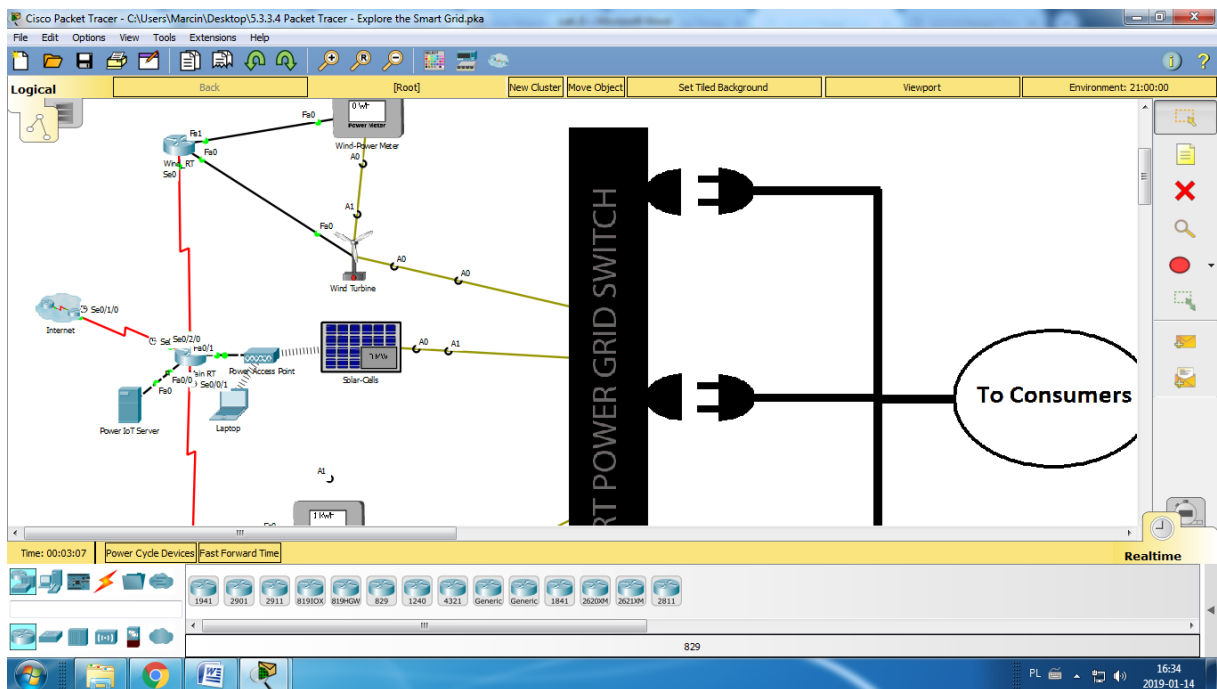 Cisco Packet Tracer - C:\Users\Marcin\Desktop\5.3.3.4 Packet Tracer - Explore the Smart Grid.pka
File Edit Options View Tools Extensions Help
Logical Back [Root] New Cluster Move Object Set Tiled Background Viewport Environment: 21:00:00
0 Wh
Power Meter
Fa0
Wind-Power Meter
A0
Fa1
Fa0
Wind_RT
Se0
A1
Fa0
A0
A0
Wind Turbine
SMART POWER GRID SWITCH
Se0/1/0
Internet
Se0/2/0
Fa0/1
Power Access Point
A0
A1
Solar-Cells
Fa0/0
Se0/0/1
Fa0
Power IoT Server
Laptop
To Consumers
A1
1 kWh
Time: 00:03:07 Power Cycle Devices Fast Forward Time Realtime
1941 2901 2911 819IOX 819HGW 829 1240 4321 Generic Generic 1841 2620XM 2621XM 2811
829
PL 16:34
2019-01-14